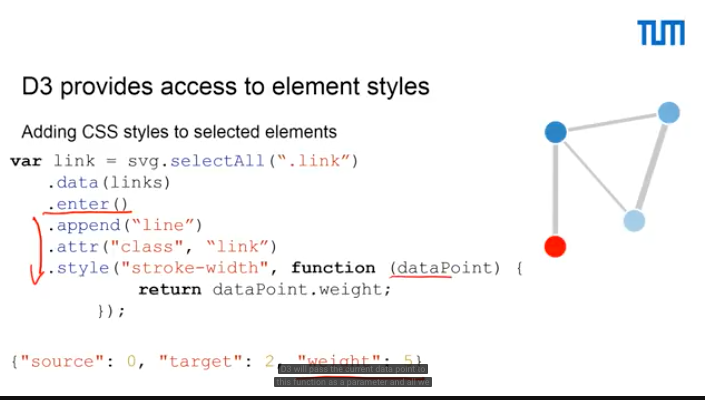 TUM
D3 provides access to element styles
Adding CSS styles to selected elements
var link = svg.selectAll(“.link”)
.data(links)
.enter()
.append(“line”)
.attr("class", “link”)
.style("stroke-width", function (dataPoint) {
return dataPoint.weight;
});
{"source": 0, "target": 2, "weight": 5}
D3 will pass the current data point to
this function as a parameter and all we